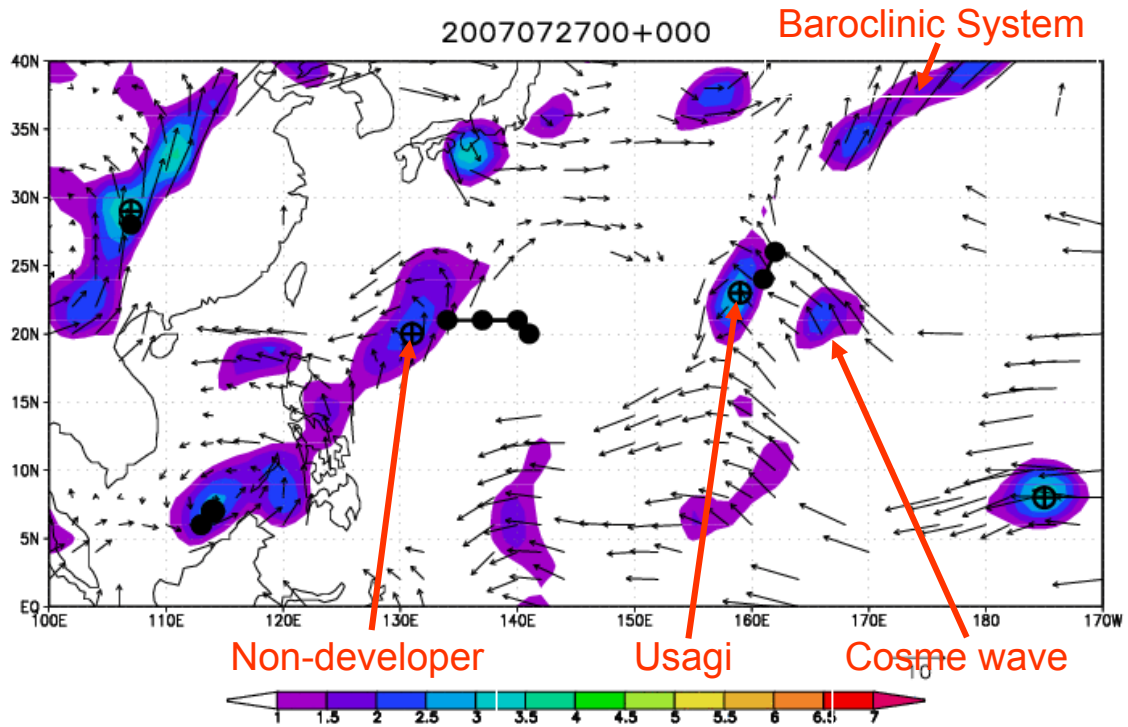 Baroclinic System
2007072700+000
40N
35N
30N
25N
20N
15N
10N
5N
EQ
100E 110E 120E 130E 140E 150E 160E 170E 180 170W
Non-developer Usagi Cosme wave
10
1 1.5 2 2.5 3 3.5 4 4.5 5 5.5 6 6.5 7